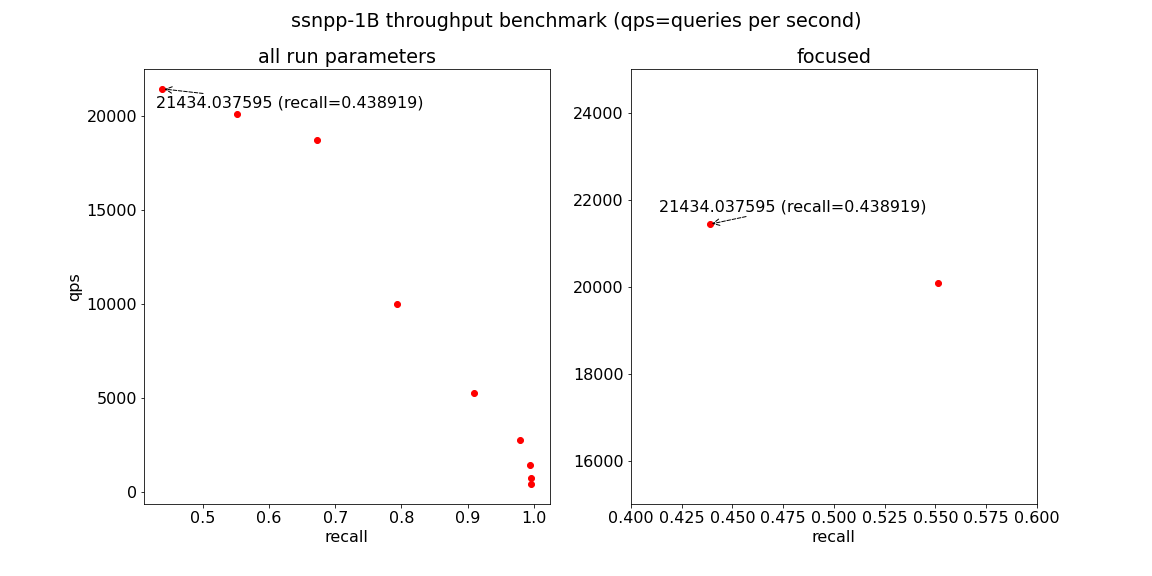 ssnpp-1B throughput benchmark (qps=queries per second)
all run parameters
21434.037595 (recall=0.438919)
qps
20000
15000
10000
5000
0
0.5 0.6 0.7 0.8 0.9 1.0
recall
focused
21434.037595 (recall=0.438919)
24000
22000
20000
18000
16000
0.400 0.425 0.450 0.475 0.500 0.525 0.550 0.575 0.600
recall